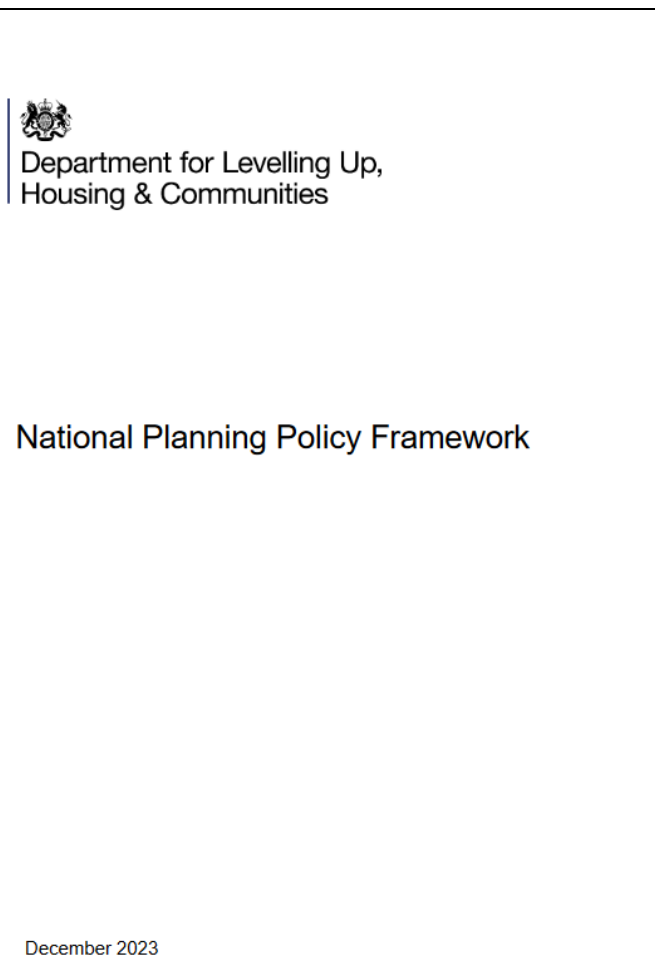 Department for Levelling Up,
Housing & Communities
National Planning Policy Framework
December 2023